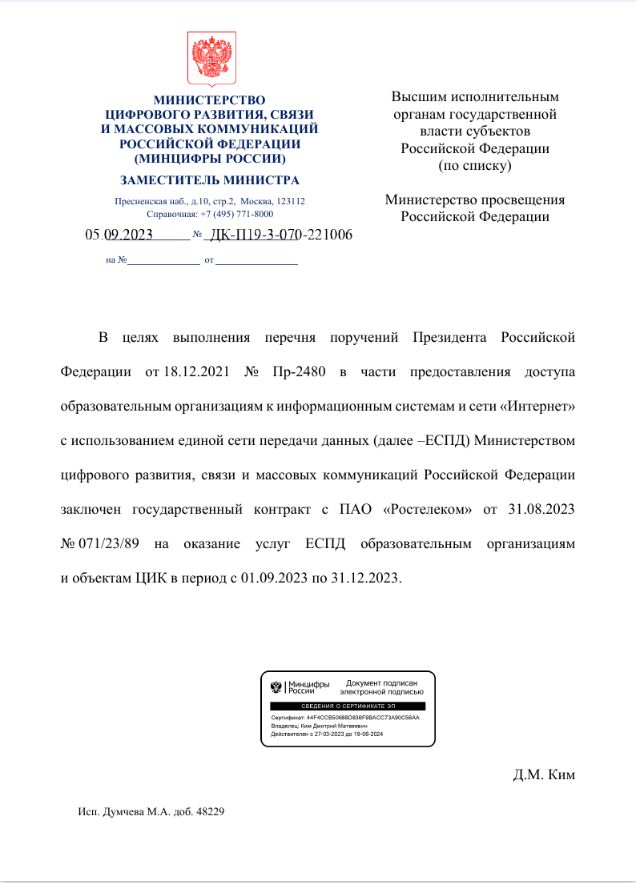 МИНИСТЕРСТВО
ЦИФРОВОГО РАЗВИТИЯ, СВЯЗИ
И МАССОВЫХ КОММУНИКАЦИЙ
РОССИЙСКОЙ ФЕДЕРАЦИИ
(МИНЦИФРЫ РОССИИ)
ЗАМЕСТИТЕЛЬ МИНИСТРА
Пресненская наб., д.10, стр.2, Москва, 123112
Справочная: +7 (495) 771-8000
05.09.2023 № ДК-П19-3-070-221006
на № от
Высшим исполнительным
органам государственной
власти субъектов
Российской Федерации
(по списку)
Министерство просвещения
Российской Федерации
В целях выполнения перечня поручений Президента Российской
Федерации от 18.12.2021 № Пр-2480 в части предоставления доступа
образовательным организациям к информационным системам и сети «Интернет»
с использованием единой сети передачи данных (далее –ЕСПД) Министерством
цифрового развития, связи и массовых коммуникаций Российской Федерации
заключен государственный контракт с ПАО «Ростелеком» от 31.08.2023
№ 071/23/89 на оказание услуг ЕСПД образовательным организациям
и объектам ЦИК в период с 01.09.2023 по 31.12.2023.
Минцифры
России
Документ подписан
электронной подписью
СВЕДЕНИЯ О СЕРТИФИКАТЕ ЭП
Сертификат:
Владелец: Ким Дмитрий Матвеевич
Действителен с 27-03-2023 до 19-06-2024
Д.М. Ким
Исп. Думчева М.А. доб. 48229